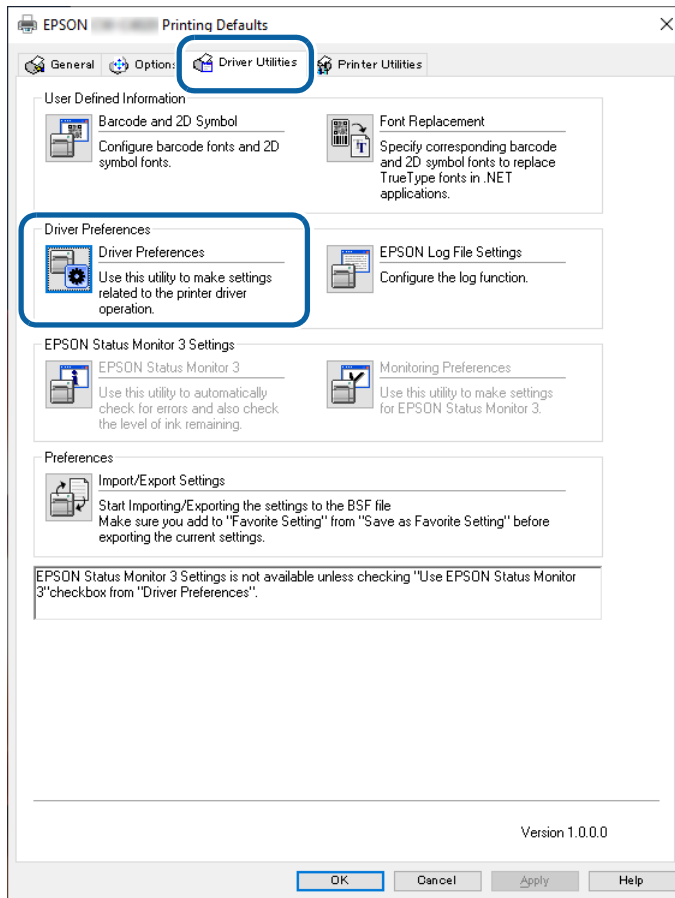 EPSON Printing Defaults
General Option: Driver Utilities Printer Utilities
User Defined Information
Barcode and 2D Symbol
Configure barcode fonts and 2D
symbol fonts.
Font Replacement
Specify corresponding barcode
and 2D symbol fonts to replace
TrueType fonts in .NET
applications.
Driver Preferences
Driver Preferences
Use this utility to make settings
related to the printer driver
operation.
EPSON Log File Settings
Configure the log function.
EPSON Status Monitor 3 Settings
EPSON Status Monitor 3
Use this utility to automatically
check for errors and also check
the level of ink remaining.
Monitoring Preferences
Use this utility to make settings
for EPSON Status Monitor 3.
Preferences
Import/Export Settings
Start Importing/Exporting the settings to the BSF file
Make sure you add to "Favorite Setting" from "Save as Favorite Setting" before
exporting the current settings.
EPSON Status Monitor 3 Settings is not available unless checking "Use EPSON Status Monitor
3"checkbox from "Driver Preferences".
Version 1.0.0.0
OK Cancel Apply Help